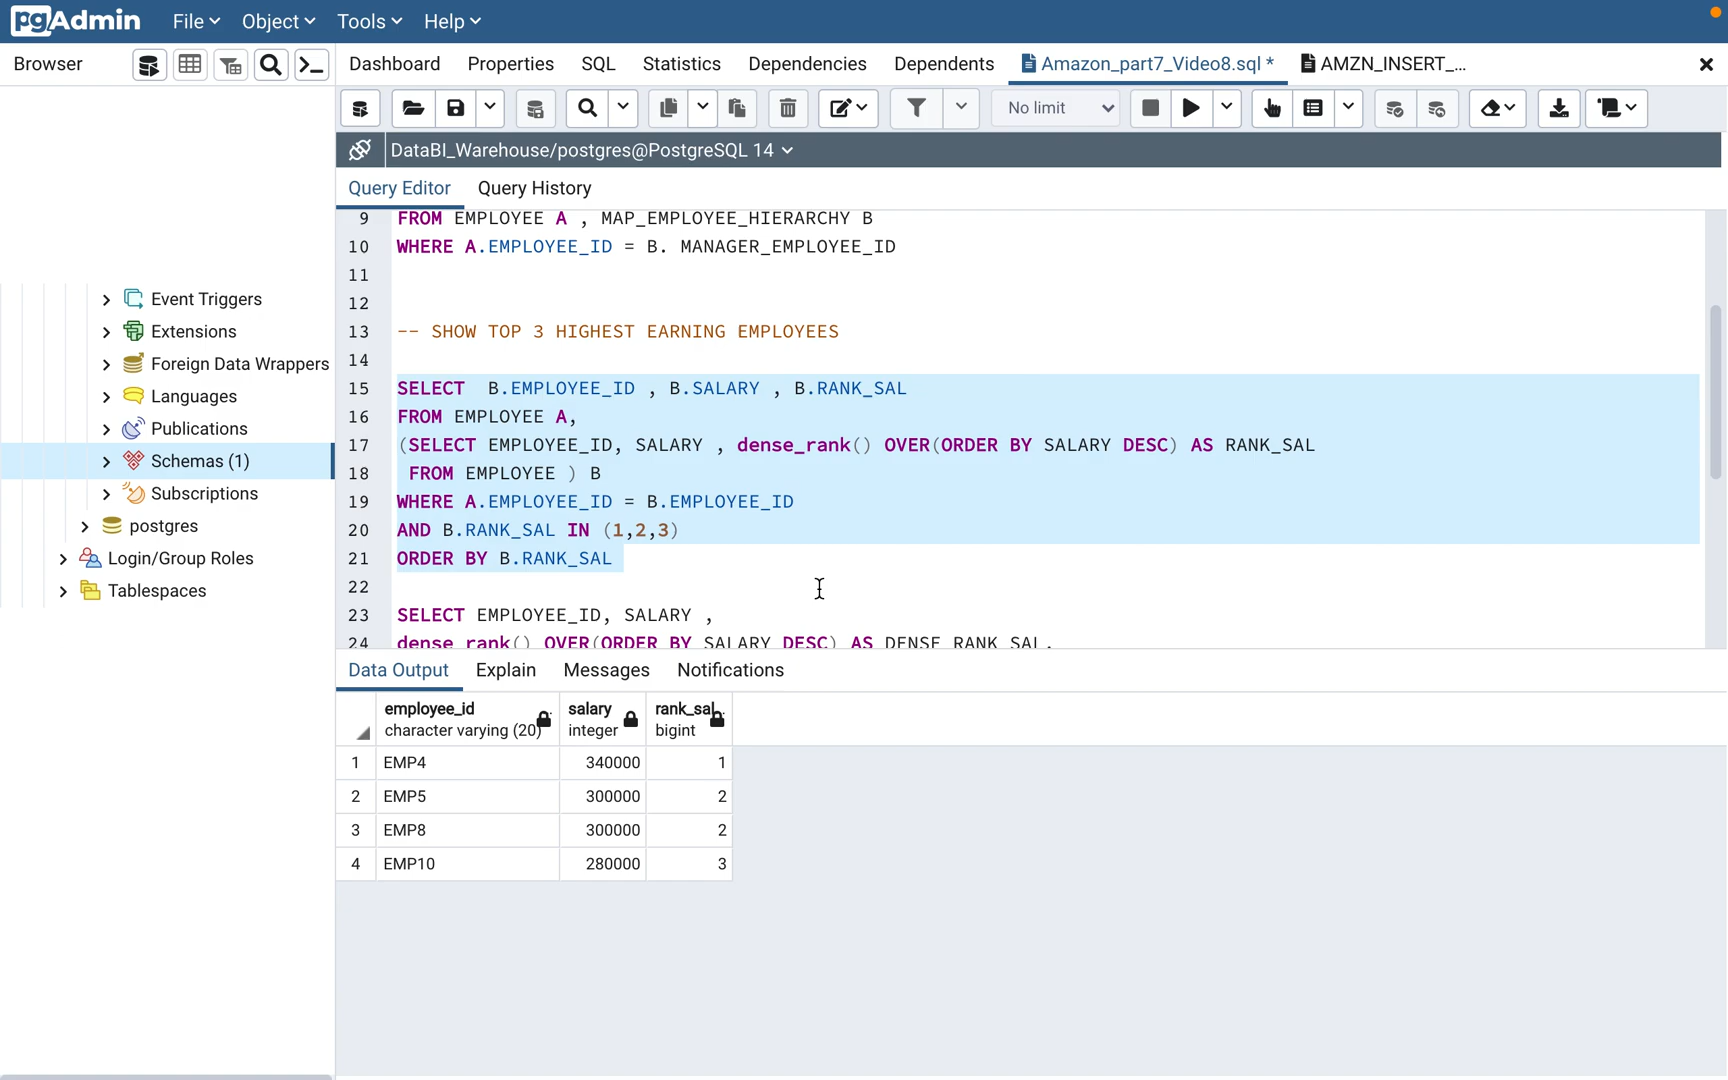 pgAdmin File Object Tools Help
Browser Dashboard Properties SQL Statistics Dependencies Dependents Amazon_part7_Video8.sql * AMZN_INSERT_...
No limit
DataBI_Warehouse/postgres@PostgreSQL 14
Query Editor Query History
Event Triggers
Extensions
Foreign Data Wrappers
Languages
Publications
Schemas (1)
Subscriptions
postgres
Login/Group Roles
Tablespaces
9 FROM EMPLOYEE A , MAP_EMPLOYEE_HIERARCHY B
10 WHERE A.EMPLOYEE_ID = B. MANAGER_EMPLOYEE_ID
11
12
13 -- SHOW TOP 3 HIGHEST EARNING EMPLOYEES
14
15 SELECT  B.EMPLOYEE_ID , B.SALARY , B.RANK_SAL
16 FROM EMPLOYEE A,
17 (SELECT EMPLOYEE_ID, SALARY , dense_rank() OVER(ORDER BY SALARY DESC) AS RANK_SAL
18 FROM EMPLOYEE ) B
19 WHERE A.EMPLOYEE_ID = B.EMPLOYEE_ID
20 AND B.RANK_SAL IN (1,2,3)
21 ORDER BY B.RANK_SAL
22
23 SELECT EMPLOYEE_ID, SALARY ,
24 dense_rank() OVER(ORDER BY SALARY DESC) AS DENSE_RANK_SAL,
Data Output Explain Messages Notifications
employee_id salary rank_sal
character varying (20) integer bigint
1 EMP4 340000 1
2 EMP5 300000 2
3 EMP8 300000 2
4 EMP10 280000 3